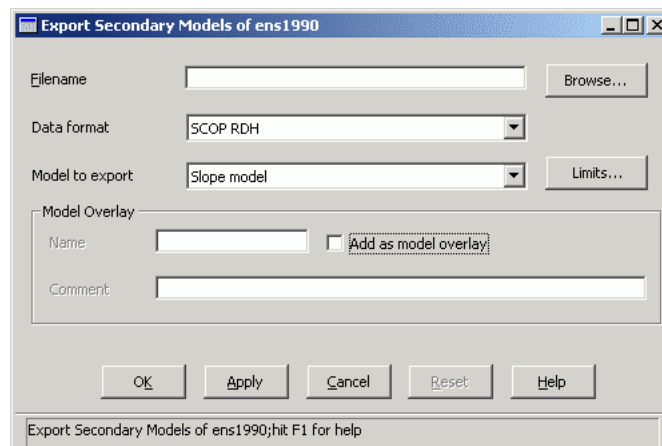 Export Secondary Models of ens1990
Filename Browse...
Data format SCOP RDH
Model to export Slope model Limits...
Model Overlay
Name Add as model overlay
Comment
OK Apply Cancel Reset Help
Export Secondary Models of ens1990;hit F1 for help